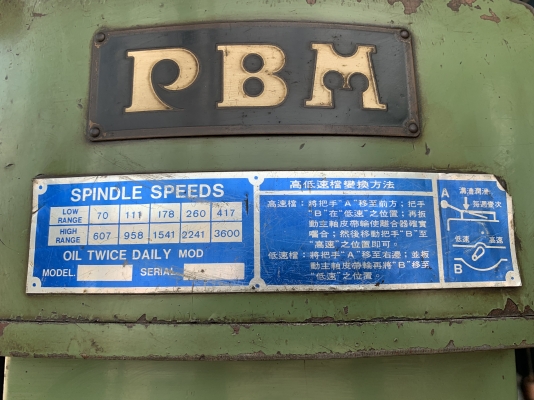 PBM
SPINDLE SPEEDS
LOW RANGE 70 111 178 260 417
HIGH RANGE 607 958 1541 2241 3600
OIL TWICE DAILY MOD
MODEL. SERIAL
高低速檔變換方法
高速檔:將把手"A"移至前方;把手
"B"在"低速"之位置;再扳
動主軸皮帶輪使離合器確實
嚙合;然後移動把手"B"至
"高速"之位置即可。
低速檔:將把手"A"移至右邊;並扳
動主軸皮帶輪再將"B"移至
"低速"之位置。
A
低速 高速
B